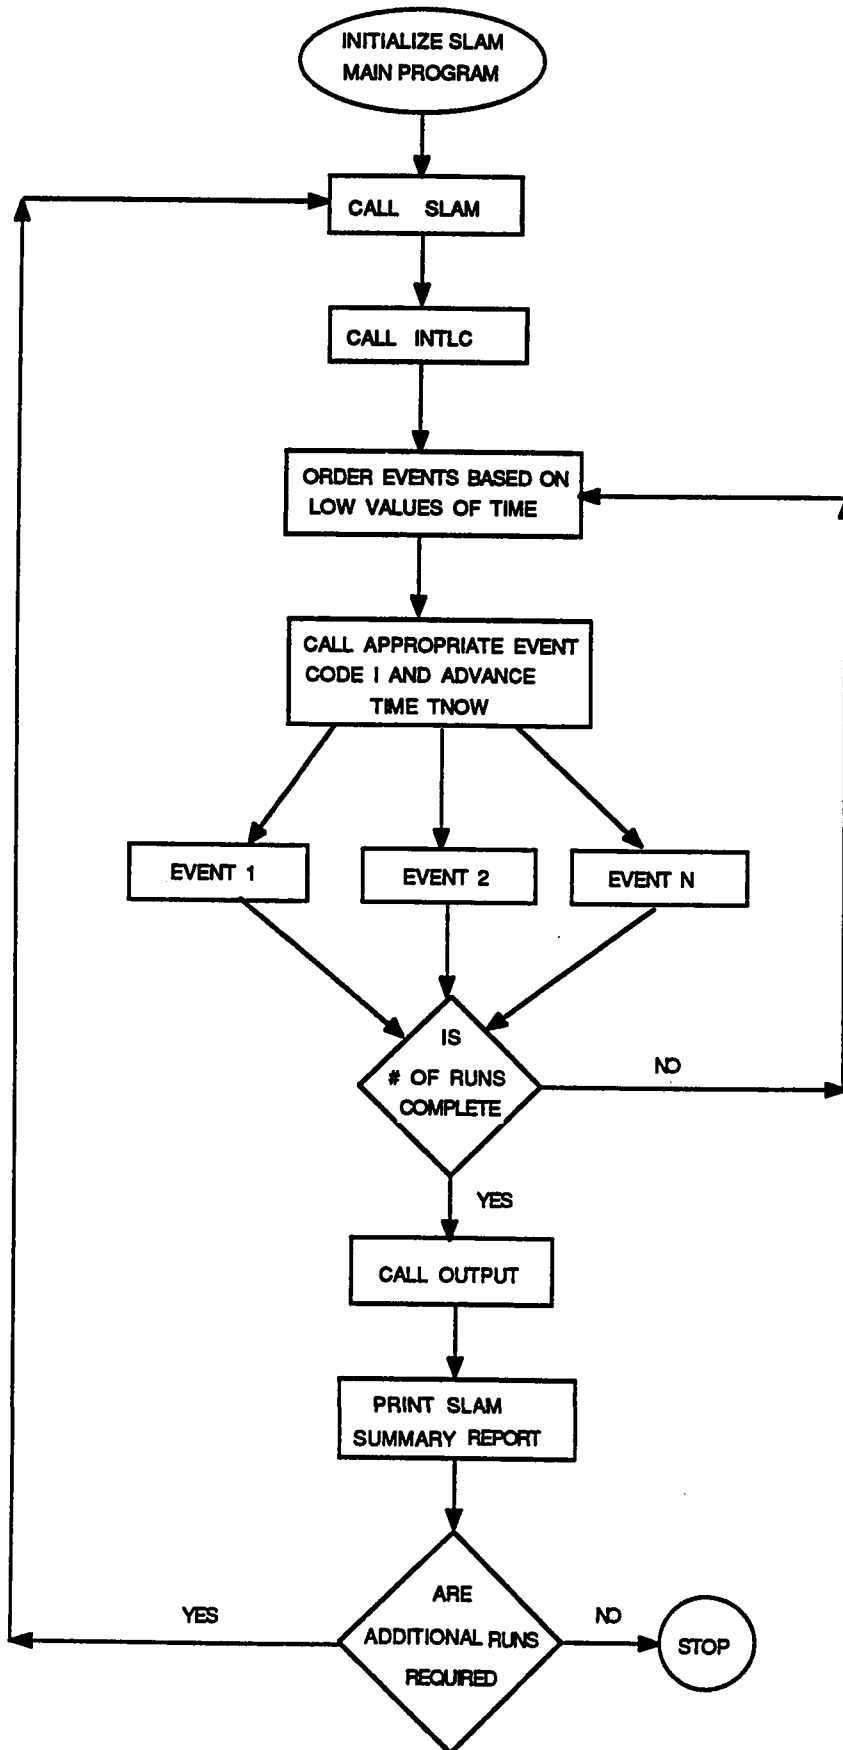 INITIALIZE SLAM
MAIN PROGRAM
CALL SLAM
CALL INTLC
ORDER EVENTS BASED ON
LOW VALUES OF TIME
CALL APPROPRIATE EVENT
CODE I AND ADVANCE
TIME TNOW
EVENT 1
EVENT 2
EVENT N
IS
# OF RUNS
COMPLETE
NO
YES
CALL OUTPUT
PRINT SLAM
SUMMARY REPORT
ARE
ADDITIONAL RUNS
REQUIRED
YES
NO
STOP